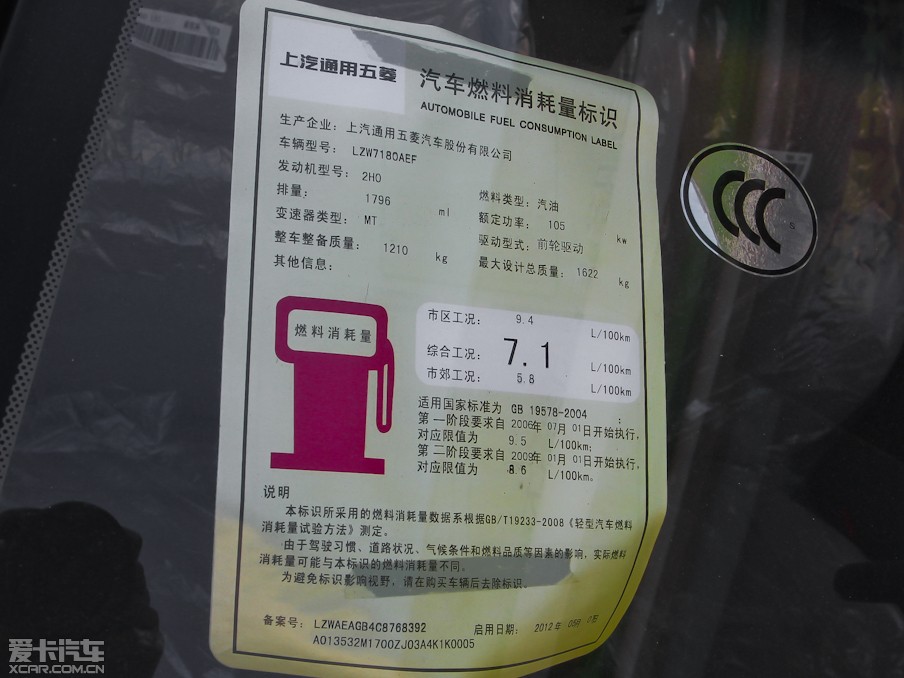 上汽通用五菱
汽车燃料消耗量标识
AUTOMOBILE FUEL CONSUMPTION LABEL
生产企业：上汽通用五菱汽车股份有限公司
车辆型号：LZW7180AEF
发动机型号：2H0
燃料类型：汽油
排量：1796 ml
额定功率：105 kw
变速器类型：MT
驱动型式：前轮驱动
整车整备质量：1210 kg
最大设计总质量：1622 kg
其他信息：
燃料消耗量
市区工况：9.4 L/100km
综合工况：7.1 L/100km
市郊工况：5.8 L/100km
适用国家标准为 GB 19578-2004 ；
第一阶段要求自 2006年 07月 01日开始执行，
对应限值为 9.5 L/100km；
第二阶段要求自 2009年 01月 01日开始执行，
对应限值为 8.6 L/100km。
说明
本标识所采用的燃料消耗量数据系根据GB/T19233-2008《轻型汽车燃料
消耗量试验方法》测定。
由于驾驶习惯、道路状况、气候条件和燃料品质等因素的影响，实际燃料
消耗量可能与本标识的燃料消耗量不同。
为避免标识影响视野，请在购买车辆后去除标识。
备案号：LZWAEAGB4C8768392
A013532M1700ZJ03A4K1K0005
启用日期：2012年
CCC
S
爱卡汽车
XCAR.COM.CN